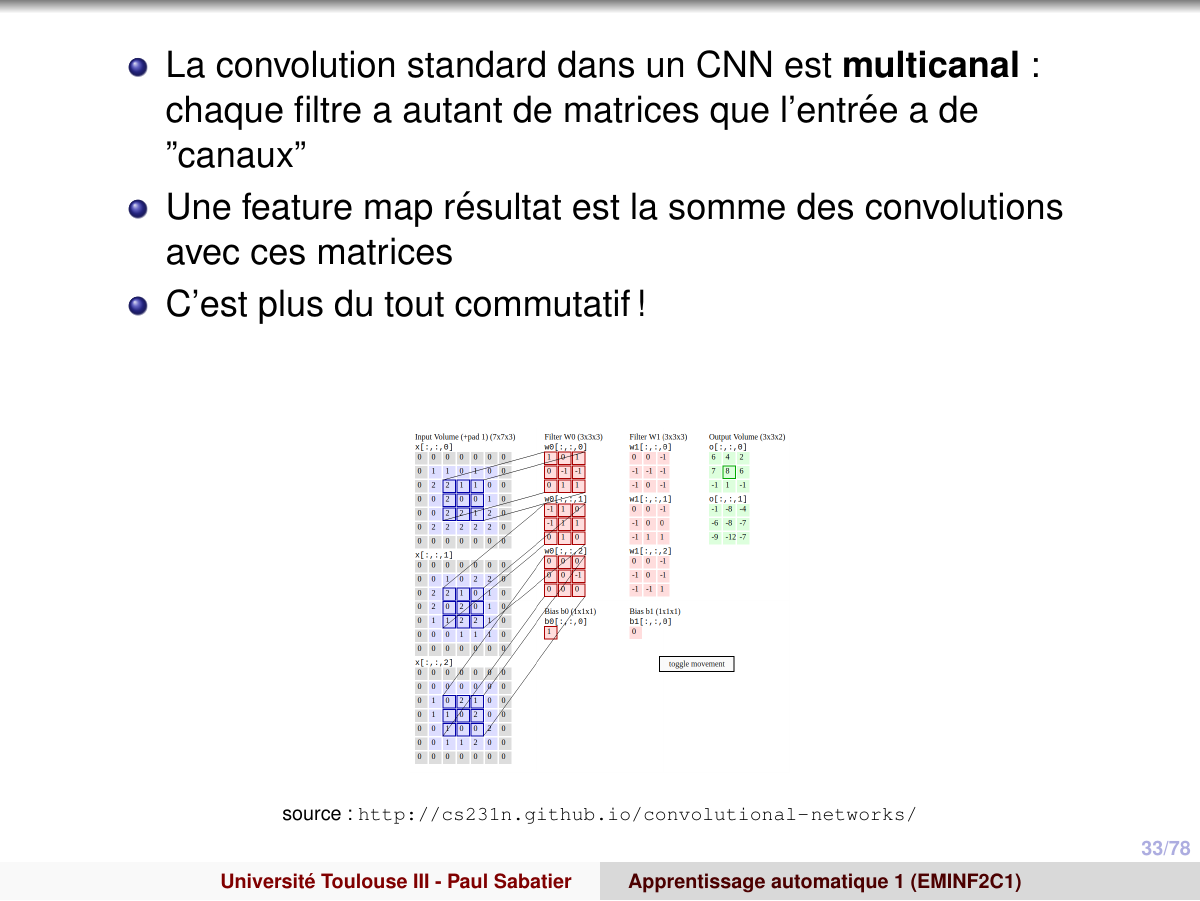 La convolution standard dans un CNN est multicanal :
chaque filtre a autant de matrices que l'entrée a de
”canaux”
Une feature map résultat est la somme des convolutions
avec ces matrices
C'est plus du tout commutatif !
Input Volume (+pad 1) (7x7x3)
x[:,:,0]
0 0 0 0 0 0 0
0 1 1 0 1 0 0
0 2 2 1 1 0 0
0 2 2 0 0 1 0
0 0 2 2 1 2 0
0 2 2 2 2 2 0
0 0 0 0 0 0 0
x[:,:,1]
0 0 0 0 0 0 0
0 0 1 0 2 2 0
0 2 2 1 0 1 0
0 2 0 2 0 1 0
0 1 1 2 2 1 0
0 0 0 1 1 1 0
0 0 0 0 0 0 0
x[:,:,2]
0 0 0 0 0 0 0
0 0 0 0 0 0 0
0 1 0 2 1 0 0
0 1 1 0 2 0 0
0 0 1 0 0 2 0
0 0 1 1 2 0 0
0 0 0 0 0 0 0
Filter W0 (3x3x3)
w0[:,:,0]
1 0 1
0 -1 -1
0 1 1
w0[:,:,1]
-1 1 0
-1 1 1
0 1 0
w0[:,:,2]
0 0 0
0 0 -1
0 0 0
Bias b0 (1x1x1)
b0[:,:,0]
1
Filter W1 (3x3x3)
w1[:,:,0]
0 0 -1
-1 -1 -1
-1 0 -1
w1[:,:,1]
0 0 -1
-1 0 0
-1 1 1
w1[:,:,2]
0 0 -1
-1 0 -1
-1 -1 1
Bias b1 (1x1x1)
b1[:,:,0]
0
Output Volume (3x3x2)
o[:,:,0]
6 4 2
7 8 6
-1 1 -1
o[:,:,1]
-1 -8 -4
-6 -8 -7
-9 -12 -7
toggle movement
source : http://cs231n.github.io/convolutional-networks/
33/78
Université Toulouse III - Paul Sabatier
Apprentissage automatique 1 (EMINF2C1)